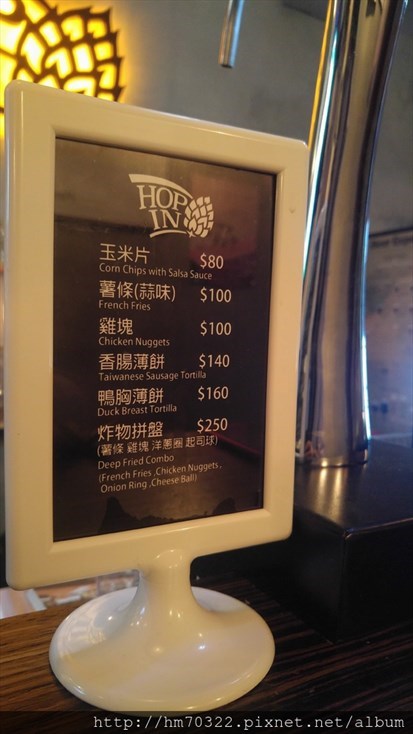 HOP
IN
玉米片 $80
Corn Chips with Salsa Sauce
薯條(蒜味) $100
French Fries
雞塊 $100
Chicken Nuggets
香腸薄餅 $140
Taiwanese Sausage Tortilla
鴨胸薄餅 $160
Duck Breast Tortilla
炸物拼盤 $250
(薯條 雞塊 洋蔥圈 起司球)
Deep Fried Combo
(French Fries ,Chicken Nuggets ,
Onion Ring ,Cheese Ball)
http://hm70322.pixnet.net/album